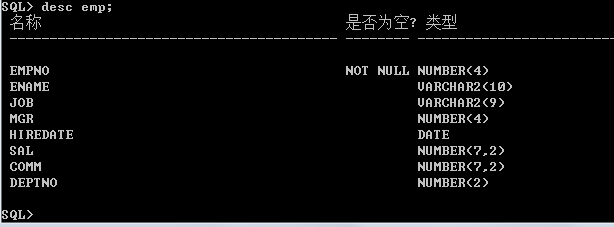 SQL> desc emp;
名称 是否为空? 类型
----------------------------------------- -------- ----------------------------
EMPNO NOT NULL NUMBER(4)
ENAME VARCHAR2(10)
JOB VARCHAR2(9)
MGR NUMBER(4)
HIREDATE DATE
SAL NUMBER(7,2)
COMM NUMBER(7,2)
DEPTNO NUMBER(2)
SQL>